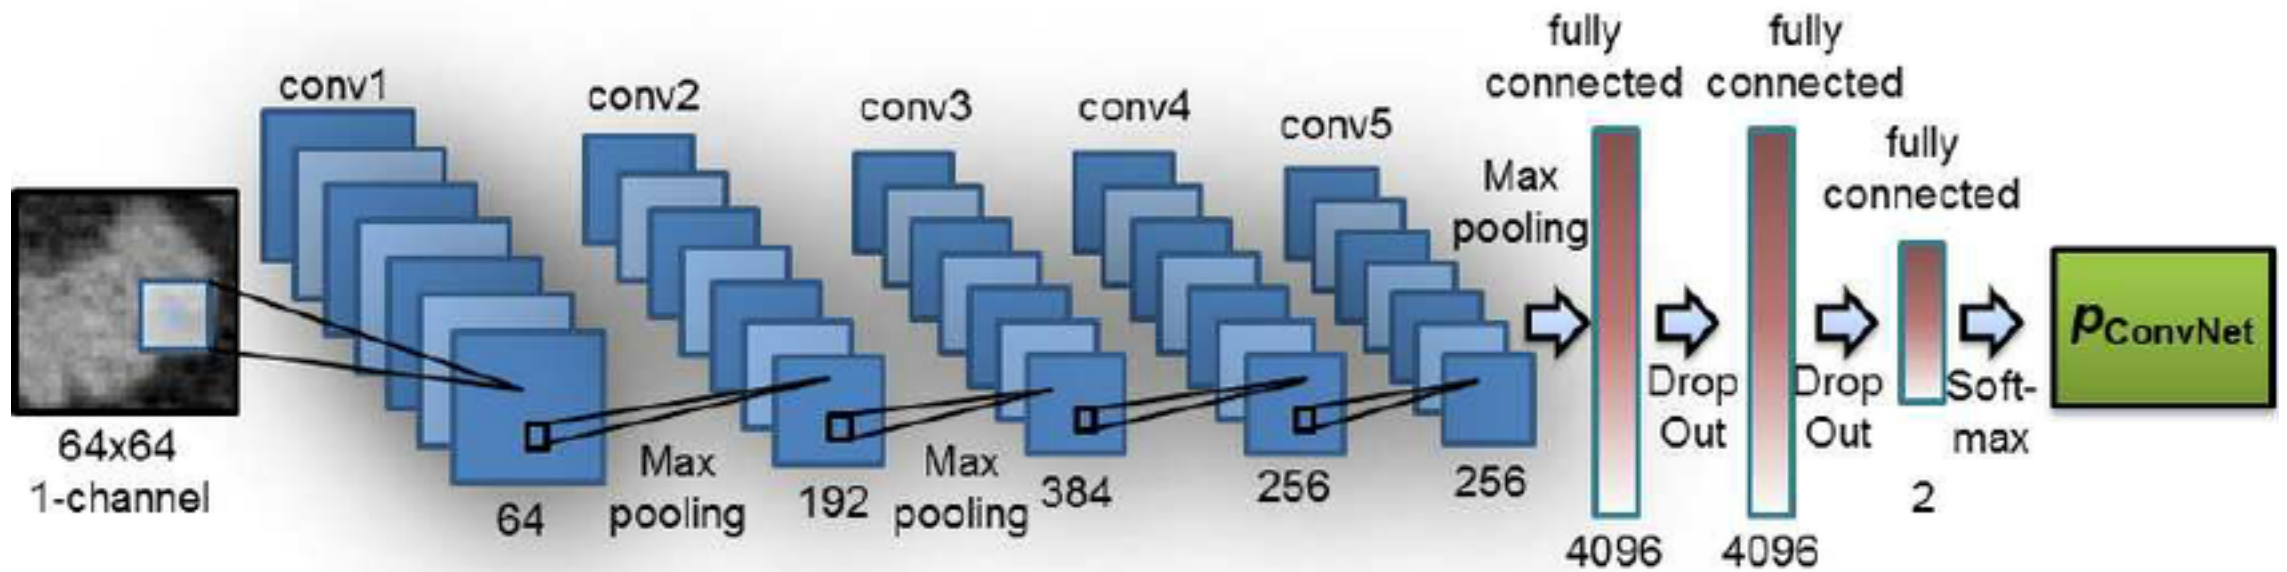 conv1
conv2
conv3
conv4
conv5
fully
connected
fully
connected
fully
connected
Max
pooling
64x64
1-channel
64
Max
pooling
192
Max
pooling
384
256
256
4096
Drop
Out
4096
Drop
Out
2
Soft-
max
pConvNet